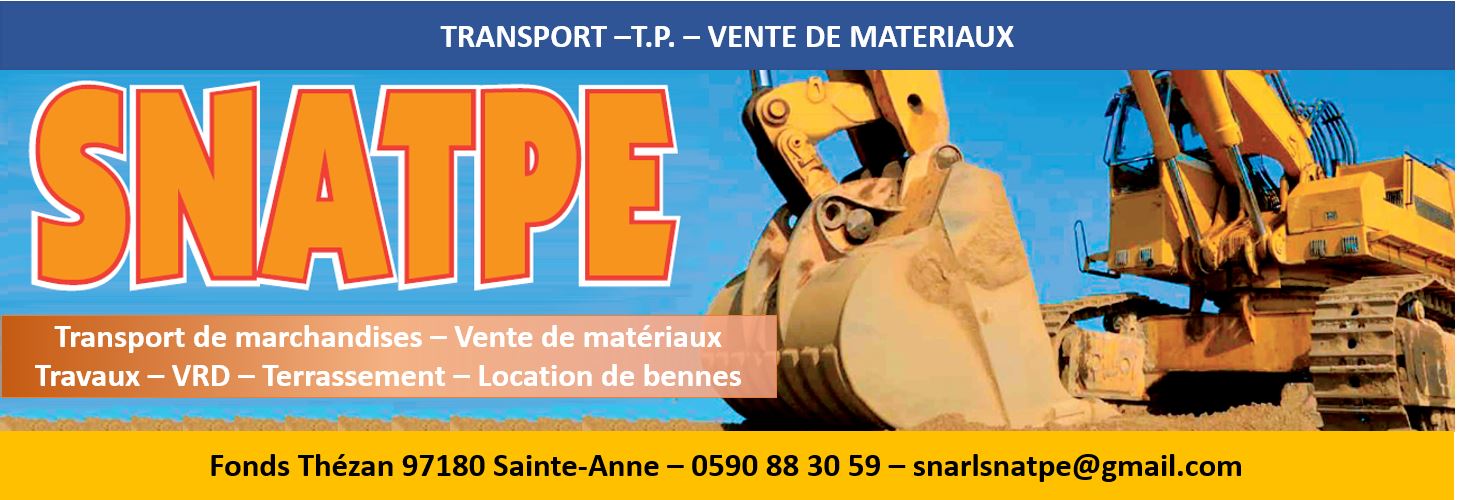 TRANSPORT –T.P. – VENTE DE MATERIAUX
SNATPE
Transport de marchandises – Vente de matériaux
Travaux – VRD – Terrassement – Location de bennes
Fonds Thézan 97180 Sainte-Anne – 0590 88 30 59 – snarlsnatpe@gmail.com